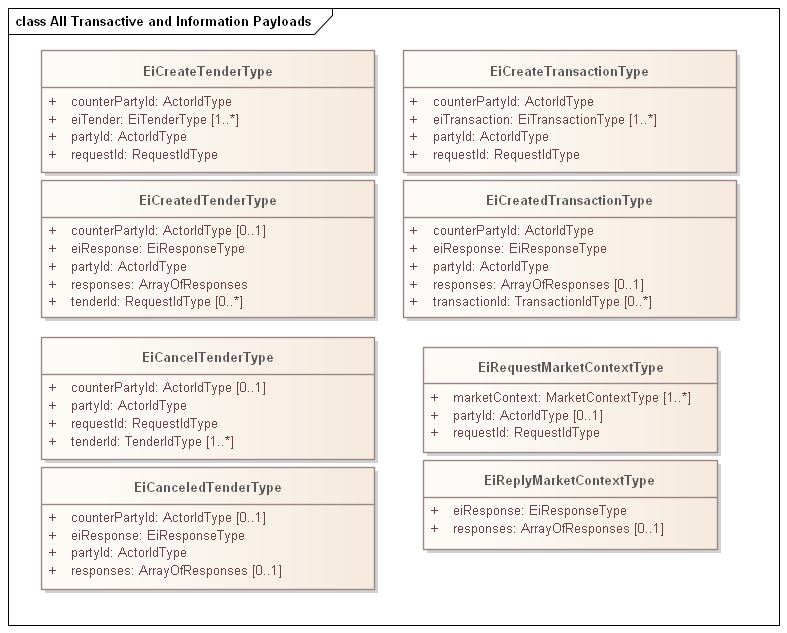 class All Transactive and Information Payloads
EiCreateTenderType
+ counterPartyId: ActorIdType
+ eiTender: EiTenderType [1..*]
+ partyId: ActorIdType
+ requestId: RequestIdType
EiCreatedTenderType
+ counterPartyId: ActorIdType [0..1]
+ eiResponse: EiResponseType
+ partyId: ActorIdType
+ responses: ArrayOfResponses
+ tenderId: RequestIdType [0..*]
EiCancelTenderType
+ counterPartyId: ActorIdType [0..1]
+ partyId: ActorIdType
+ requestId: RequestIdType
+ tenderId: TenderIdType [1..*]
EiCanceledTenderType
+ counterPartyId: ActorIdType [0..1]
+ eiResponse: EiResponseType
+ partyId: ActorIdType
+ responses: ArrayOfResponses [0..1]
EiCreateTransactionType
+ counterPartyId: ActorIdType
+ eiTransaction: EiTransactionType [1..*]
+ partyId: ActorIdType
+ requestId: RequestIdType
EiCreatedTransactionType
+ counterPartyId: ActorIdType
+ eiResponse: EiResponseType
+ partyId: ActorIdType
+ responses: ArrayOfResponses [0..1]
+ transactionId: TransactionIdType [0..*]
EiRequestMarketContextType
+ marketContext: MarketContextType [1..*]
+ partyId: ActorIdType [0..1]
+ requestId: RequestIdType
EiReplyMarketContextType
+ eiResponse: EiResponseType
+ responses: ArrayOfResponses [0..1]